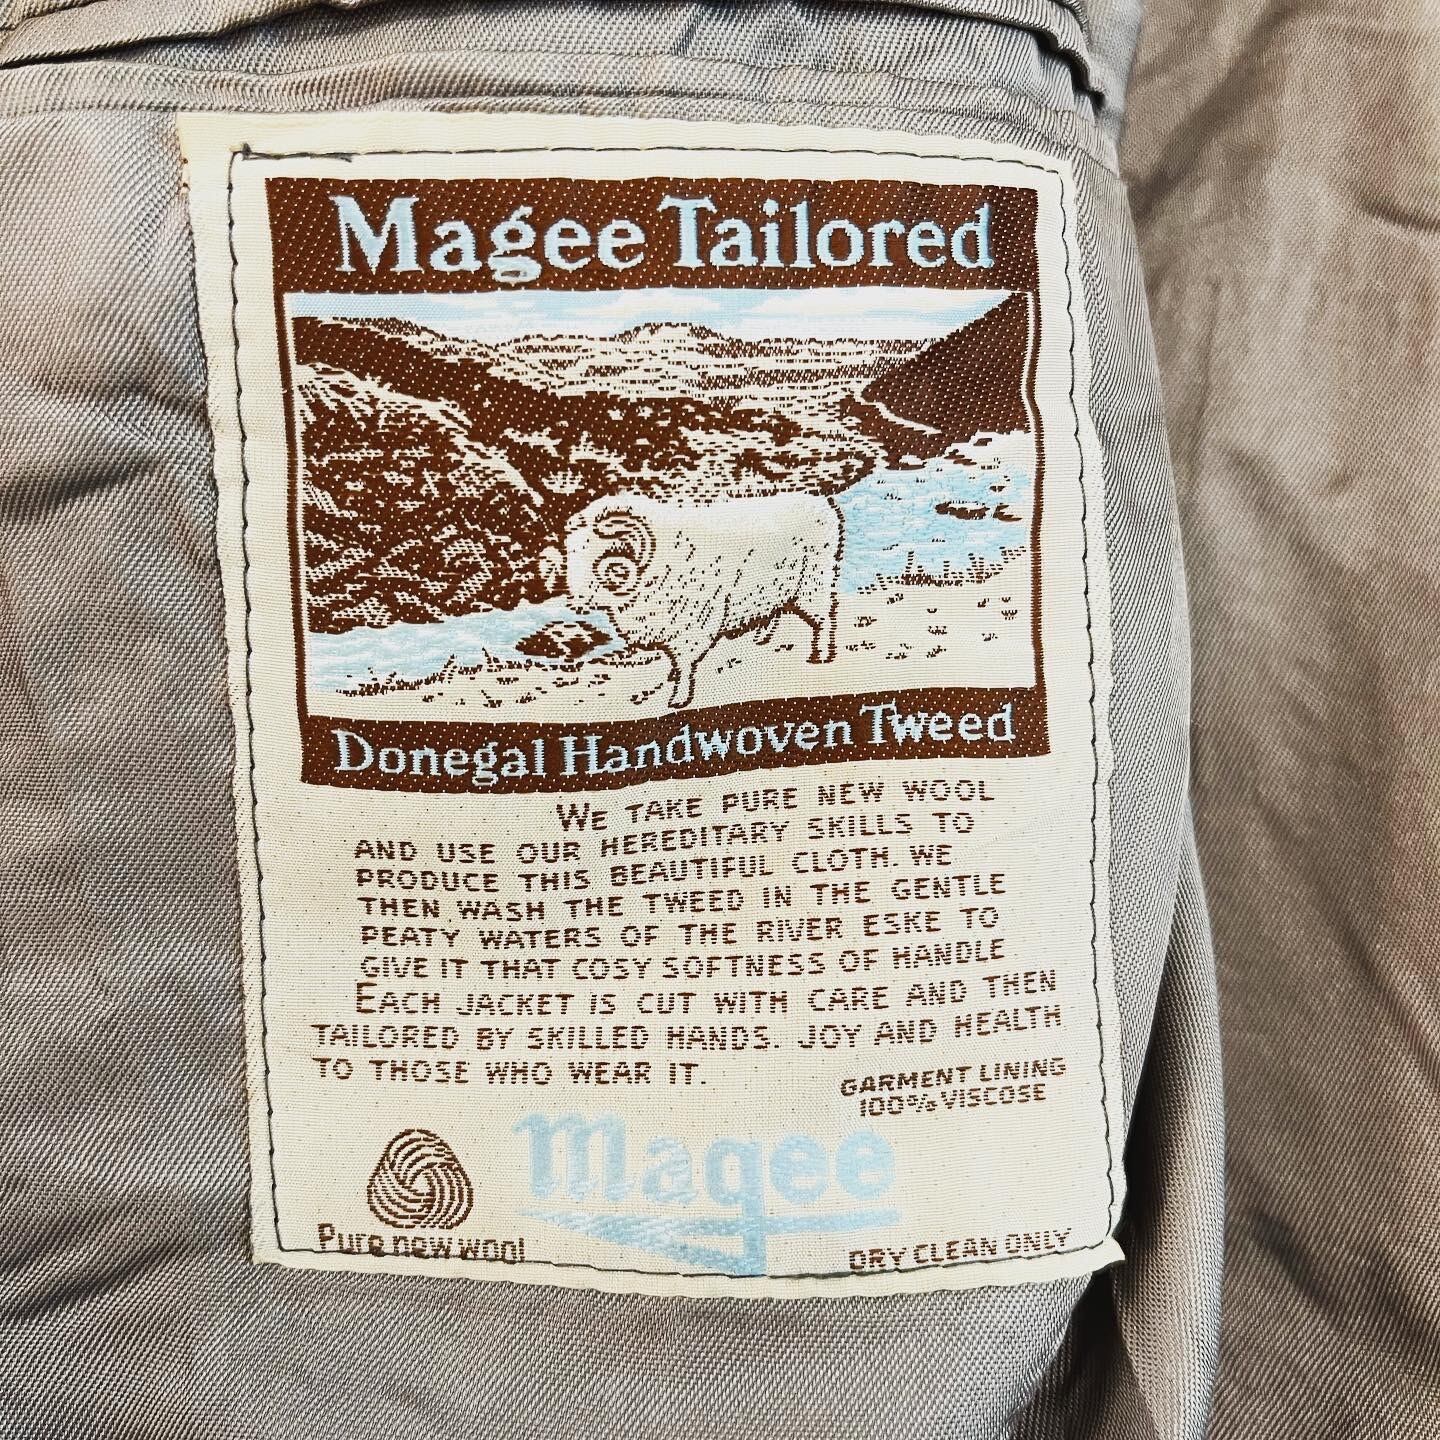 Magee Tailored
Donegal Handwoven Tweed
WE TAKE PURE NEW WOOL
AND USE OUR HEREDITARY SKILLS TO
PRODUCE THIS BEAUTIFUL CLOTH. WE
THEN WASH THE TWEED IN THE GENTLE
PEATY WATERS OF THE RIVER ESKE TO
GIVE IT THAT COSY SOFTNESS OF HANDLE
EACH JACKET IS CUT WITH CARE AND THEN
TAILORED BY SKILLED HANDS. JOY AND HEALTH
TO THOSE WHO WEAR IT.
GARMENT LINING
100% VISCOSE
magee
Pure new wool
DRY CLEAN ONLY